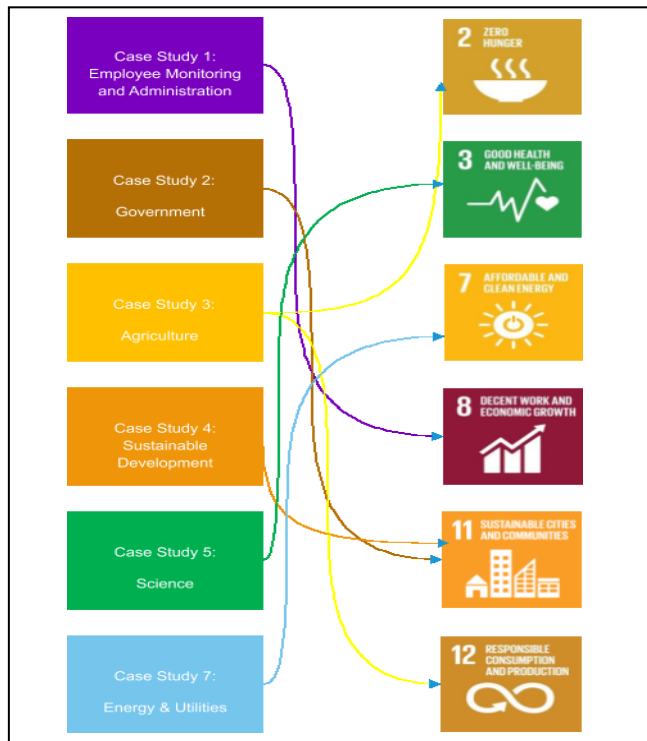 Case Study 1:
Employee Monitoring
and Administration
Case Study 2:
Government
Case Study 3:
Agriculture
Case Study 4:
Sustainable
Development
Case Study 5:
Science
Case Study 7:
Energy & Utilities
2 ZERO
HUNGER
3 GOOD HEALTH
AND WELL-BEING
7 AFFORDABLE AND
CLEAN ENERGY
8 DECENT WORK AND
ECONOMIC GROWTH
11 SUSTAINABLE CITIES
AND COMMUNITIES
12 RESPONSIBLE
CONSUMPTION
AND PRODUCTION